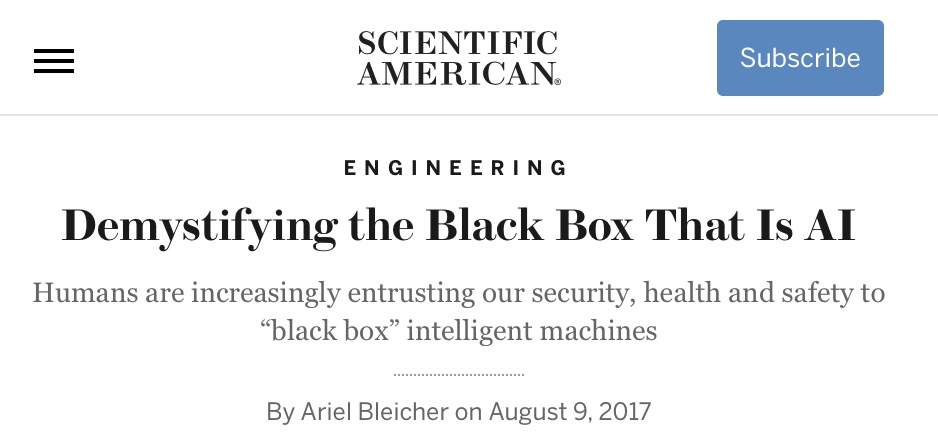 SCIENTIFIC
AMERICAN®
Subscribe
ENGINEERING
Demystifying the Black Box That Is AI
Humans are increasingly entrusting our security, health and safety to
“black box” intelligent machines
By Ariel Bleicher on August 9, 2017